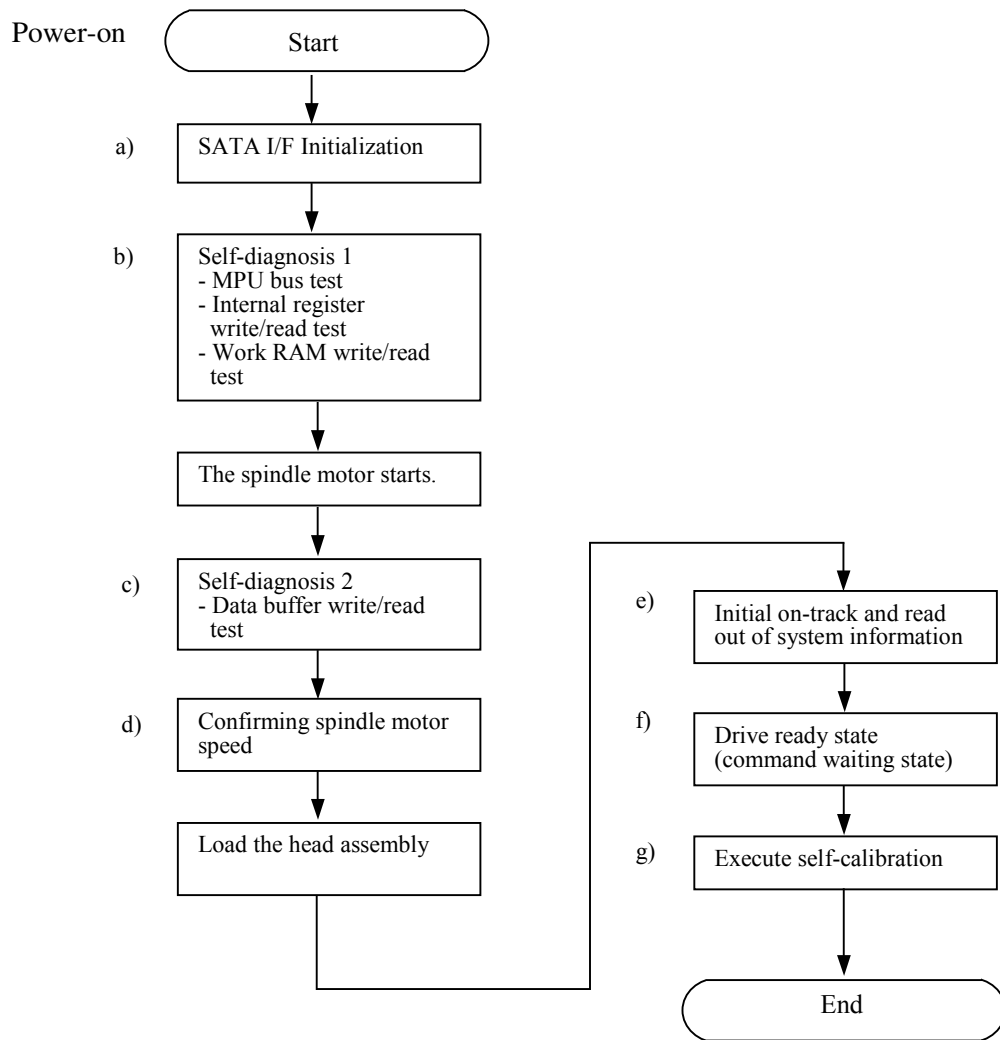 Power-on
Start
a)
SATA I/F Initialization
b)
Self-diagnosis 1
- MPU bus test
- Internal register
write/read test
- Work RAM write/read
test
The spindle motor starts.
c)
Self-diagnosis 2
- Data buffer write/read
test
d)
Confirming spindle motor
speed
Load the head assembly
e)
Initial on-track and read
out of system information
f)
Drive ready state
(command waiting state)
g)
Execute self-calibration
End